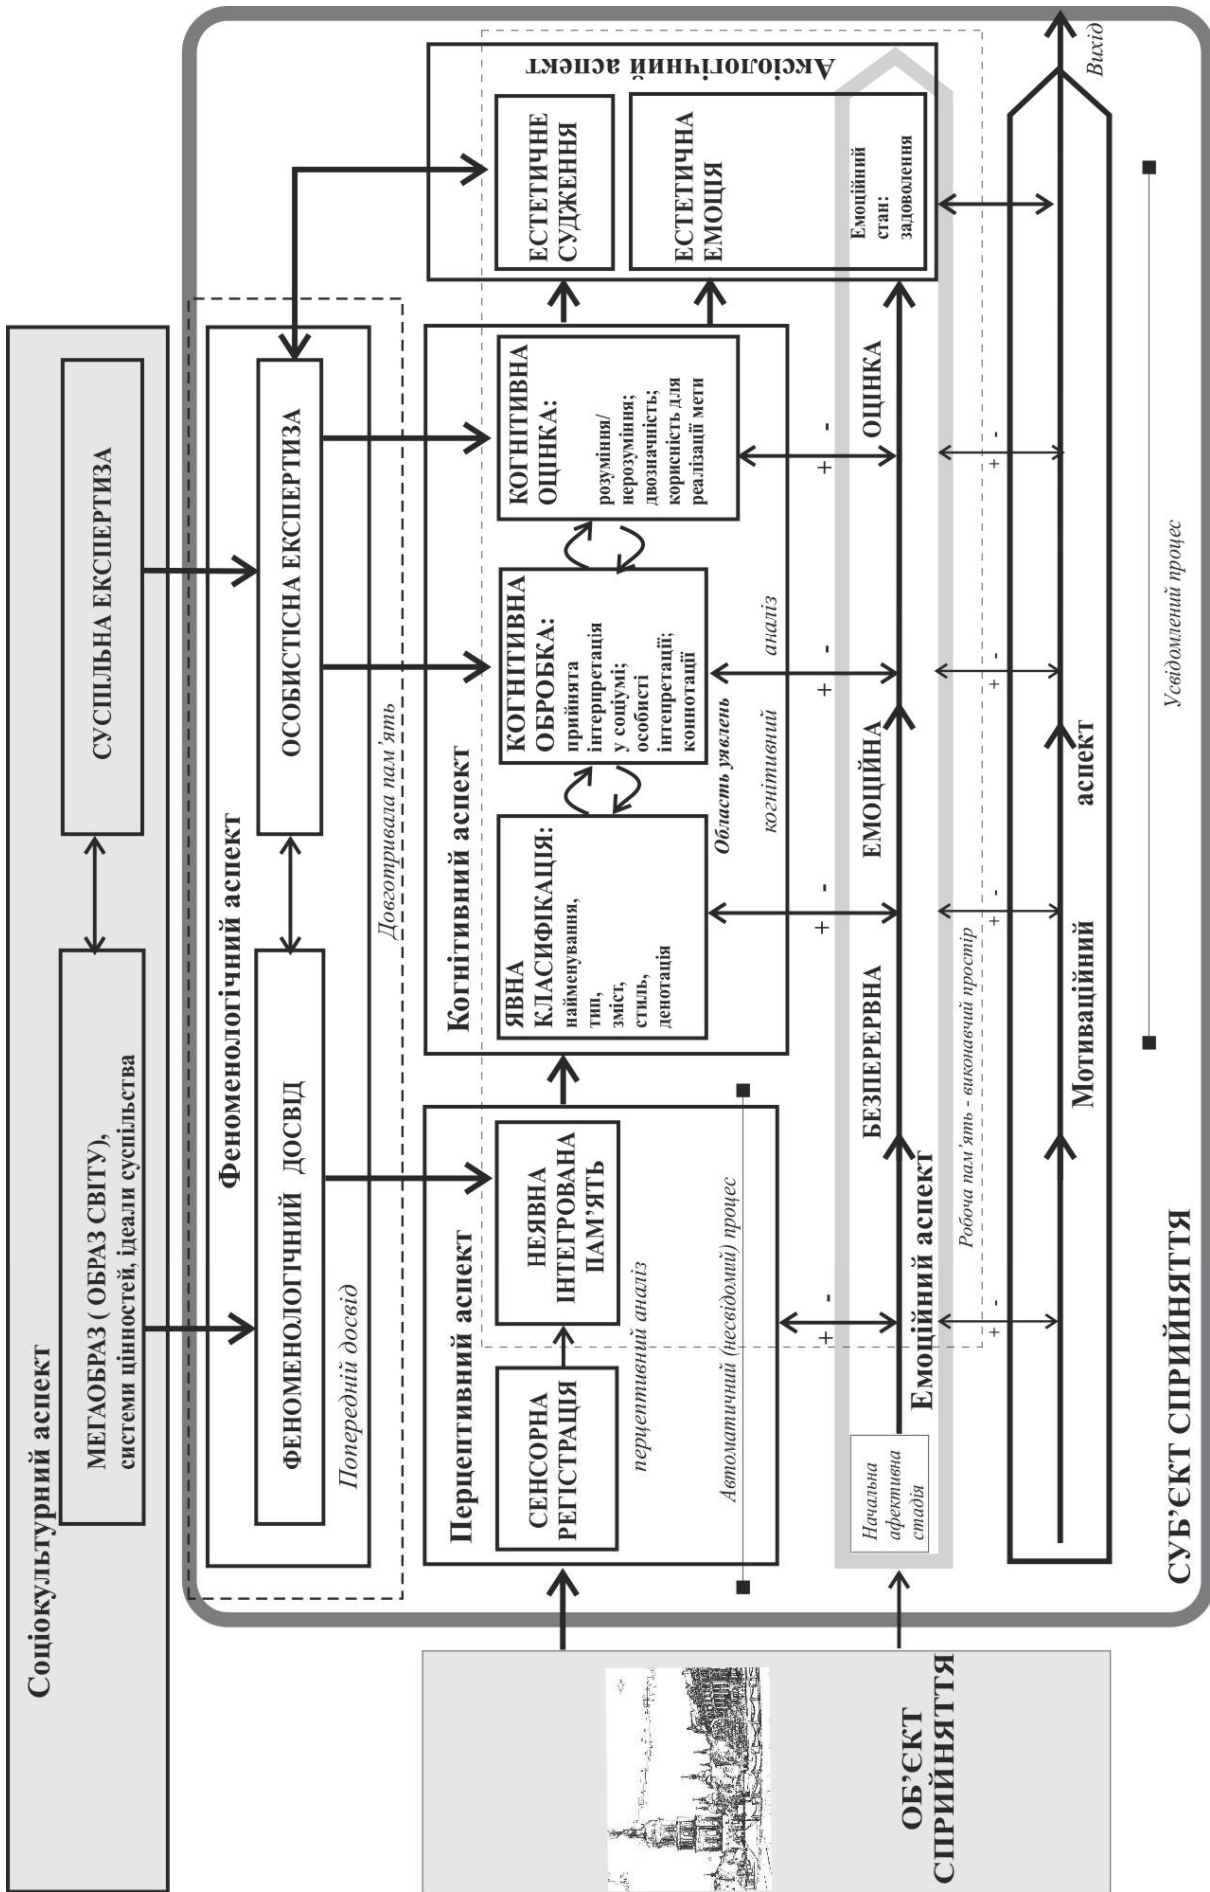 Соціокультурний аспект
МЕГАОБРАЗ ( ОБРАЗ СВІТУ),
системи цінностей, ідеали суспільства
СУСПІЛЬНА ЕКСПЕРТИЗА
Феноменологічний аспект
ФЕНОМЕНОЛОГІЧНИЙ ДОСВІД
ОСОБИСТІСНА ЕКСПЕРТИЗА
Попередній досвід
Довготривала пам’ять
Перцептивний аспект
СЕНСОРНА
РЕГІСТРАЦІЯ
НЕЯВНА
ІНТЕГРОВАНА
ПАМ’ЯТЬ
перцептивний аналіз
Автоматичний (несвідомий) процес
Когнітивний аспект
ЯВНА
КЛАСИФІКАЦІЯ:
найменування,
тип,
зміст,
стиль,
денотація
КОГНІТИВНА
ОБРОБКА:
прийнята
інтерпретація
у соціумі;
особисті
інтепретації;
коннотації
КОГНІТИВНА
ОЦІНКА:
розуміння/
нерозуміння;
двозначність;
корисність для
реалізації мети
Область уявлень
когнітивний аналіз
Аксіологічний аспект
ЕСТЕТИЧНЕ
СУДЖЕННЯ
ЕСТЕТИЧНА
ЕМОЦІЯ
Емоційний
стан:
задоволення
+ -
+ -
+ -
+ -
Начальна
афективна
стадія
БЕЗПЕРЕРВНА ЕМОЦІЙНА ОЦІНКА
Емоційний аспект
Робоча пам’ять - виконавчий простір
+ -
+ -
+ -
+ -
Мотиваційний аспект
Вихід
Усвідомлений процес
СУБ’ЄКТ СПРИЙНЯТТЯ
ОБ’ЄКТ
СПРИЙНЯТТЯ